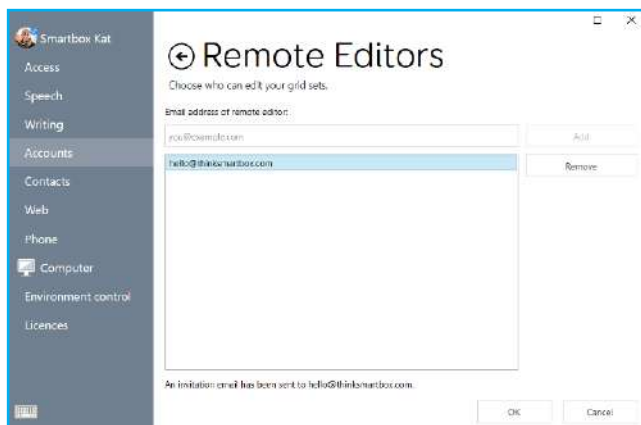 Smartbox Kat
Access
Speech
Writing
Accounts
Contacts
Web
Phone
Computer
Environment control
Licences
Remote Editors
Choose who can edit your grid sets.
Email address of remote editor:
you@example.com
Add
hello@thinksmartbox.com
Remove
An invitation email has been sent to hello@thinksmartbox.com.
OK
Cancel